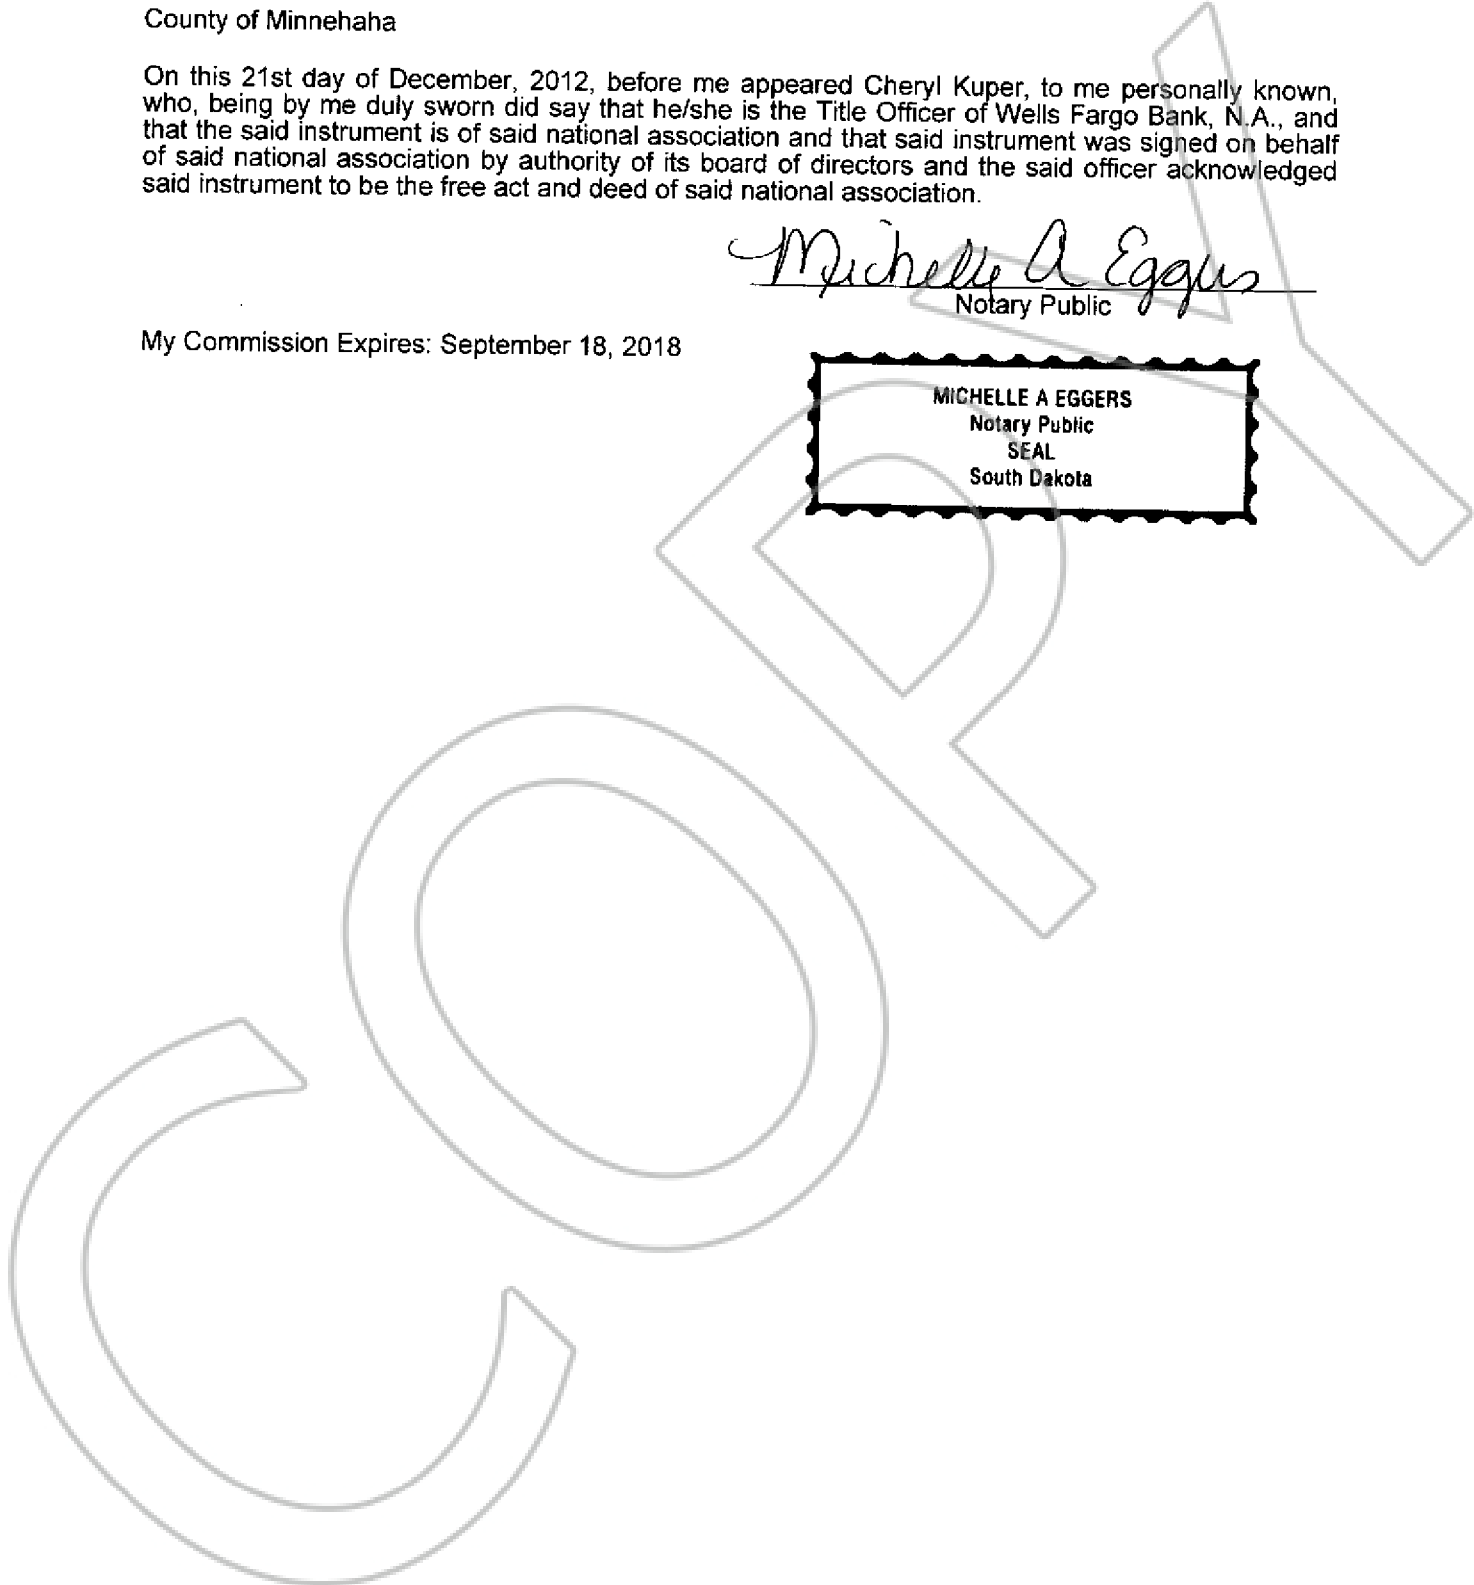 County of Minnehaha
On this 21st day of December, 2012, before me appeared Cheryl Kuper, to me personally known,
who, being by me duly sworn did say that he/she is the Title Officer of Wells Fargo Bank, N.A., and
that the said instrument is of said national association and that said instrument was signed on behalf
of said national association by authority of its board of directors and the said officer acknowledged
said instrument to be the free act and deed of said national association.
Michelle A Eggers
Notary Public
My Commission Expires: September 18, 2018
MICHELLE A EGGERS
Notary Public
SEAL
South Dakota
COPY